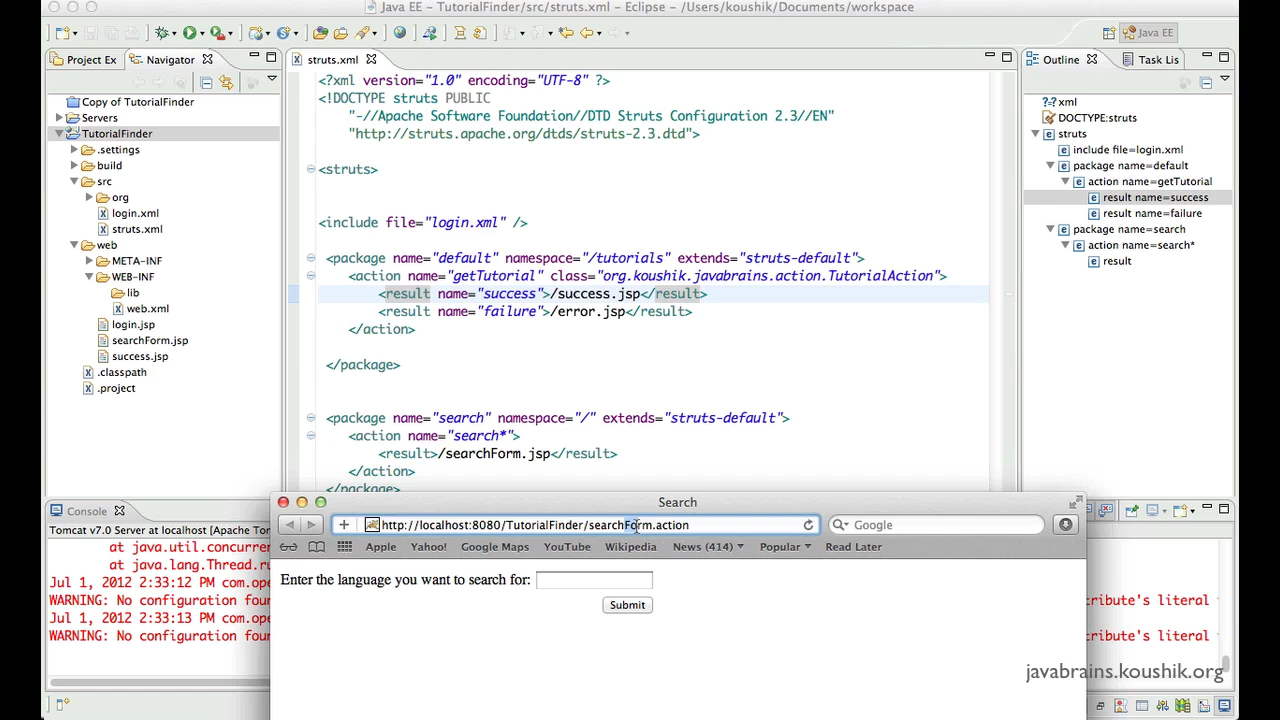 Java EE - TutorialFinder/src/struts.xml - Eclipse - /Users/koushik/Documents/workspace
Java EE
Project Ex
Navigator
Copy of TutorialFinder
Servers
TutorialFinder
.settings
build
src
org
login.xml
struts.xml
web
META-INF
WEB-INF
lib
web.xml
login.jsp
searchForm.jsp
success.jsp
.classpath
.project
struts.xml
<?xml version="1.0" encoding="UTF-8" ?>
<!DOCTYPE struts PUBLIC
"-//Apache Software Foundation//DTD Struts Configuration 2.3//EN"
"http://struts.apache.org/dtds/struts-2.3.dtd">
<struts>
<include file="login.xml" />
<package name="default" namespace="/tutorials" extends="struts-default">
<action name="getTutorial" class="org.koushik.javabrains.action.TutorialAction">
<result name="success">/success.jsp</result>
<result name="failure">/error.jsp</result>
</action>
</package>
<package name="search" namespace="/" extends="struts-default">
<action name="search*">
<result>/searchForm.jsp</result>
</action>
</package>
Outline
Task Lis
xml
DOCTYPE:struts
struts
include file=login.xml
package name=default
action name=getTutorial
result name=success
result name=failure
package name=search
action name=search*
result
Console
Tomcat v7.0 Server at localhost [Apache Tom
at java.util.concurren
at java.lang.Thread.ru
Jul 1, 2012 2:33:12 PM com.ope
WARNING: No configuration foun
Jul 1, 2012 2:33:13 PM com.ope
WARNING: No configuration foun
ribute's literal
ribute's literal
Search
http://localhost:8080/TutorialFinder/searchForm.action
Google
Apple
Yahoo!
Google Maps
YouTube
Wikipedia
News (414)
Popular
Read Later
Enter the language you want to search for:
Submit
javabrains.koushik.org